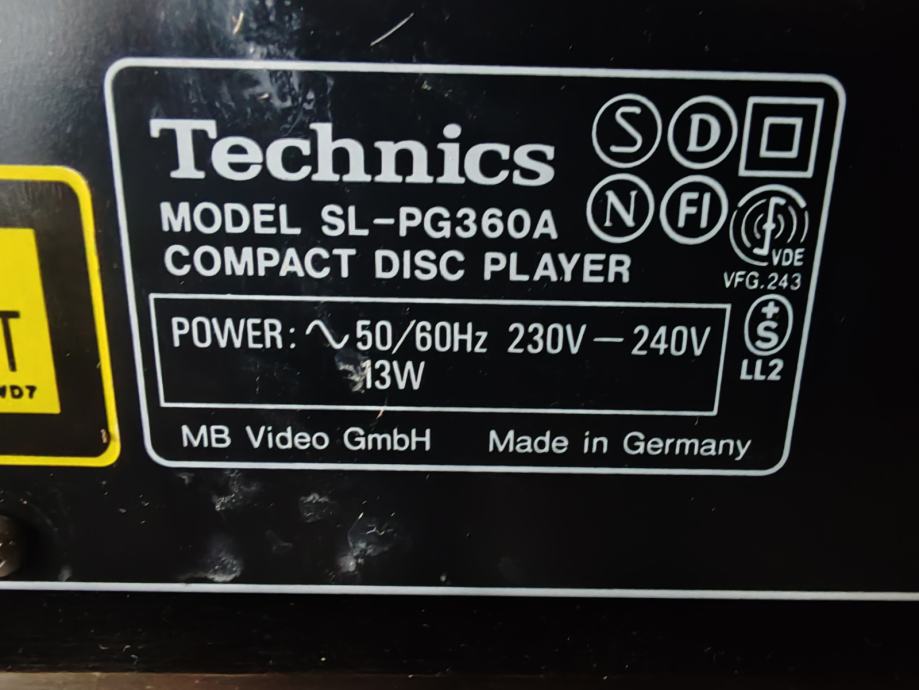 Technics
S D
MODEL SL-PG360A
N FI
COMPACT DISC PLAYER
VDE
VFG.243
POWER: ∿50/60Hz 230V — 240V
13W
+S
LL2
MB Video GmbH Made in Germany
T